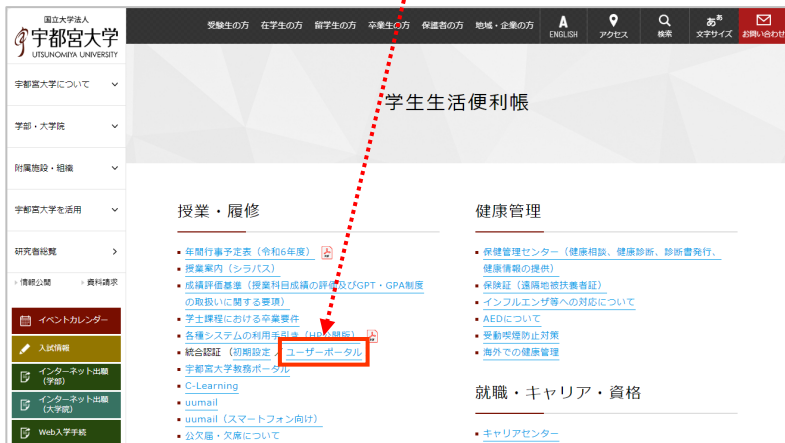 国立大学法人
宇都宮大学
UTSUNOMIYA UNIVERSITY
受験生の方 在学生の方 留学生の方 卒業生の方 保護者の方 地域・企業の方
A
ENGLISH
アクセス
検索
ああ
文字サイズ
お問い合わせ
宇都宮大学について
学部・大学院
附属施設・組織
宇都宮大学を活用
研究者総覧
情報公開
資料請求
イベントカレンダー
入試情報
インターネット出願
(学部)
インターネット出願
(大学院)
Web入学手続
学生生活便利帳
授業・履修
年間行事予定表(令和6年度)
授業案内(シラバス)
成績評価基準(授業科目成績の評価及びGPT・GPA制度
の取扱いに関する要項)
学士課程における卒業要件
各種システムの利用手引き(HP公開版)
統合認証 (初期設定 / ユーザーポータル
宇都宮大学教務ポータル
C-Learning
uumail
uumail(スマートフォン向け)
公欠届・欠席について
健康管理
保健管理センター(健康相談、健康診断、診断書発行、
健康情報の提供)
保険証(遠隔地被扶養者証)
インフルエンザ等への対応について
AEDについて
受動喫煙防止対策
海外での健康管理
就職・キャリア・資格
キャリアセンター